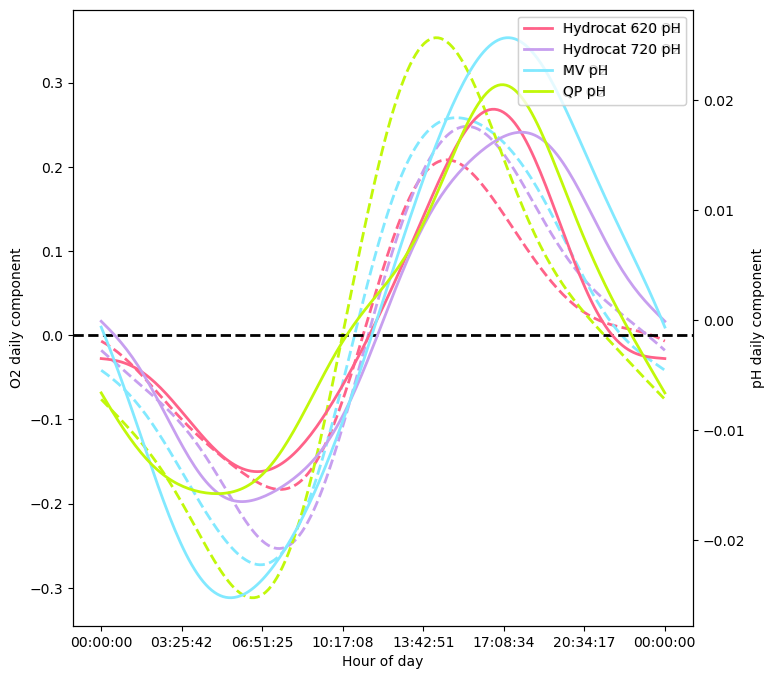 Hydrocat 620 pH
Hydrocat 720 pH
MV pH
QP pH
0.3
0.2
0.1
0.0
−0.1
−0.2
−0.3
O2 daily component
0.02
0.01
0.00
−0.01
−0.02
pH daily component
00:00:00 03:25:42 06:51:25 10:17:08 13:42:51 17:08:34 20:34:17 00:00:00
Hour of day